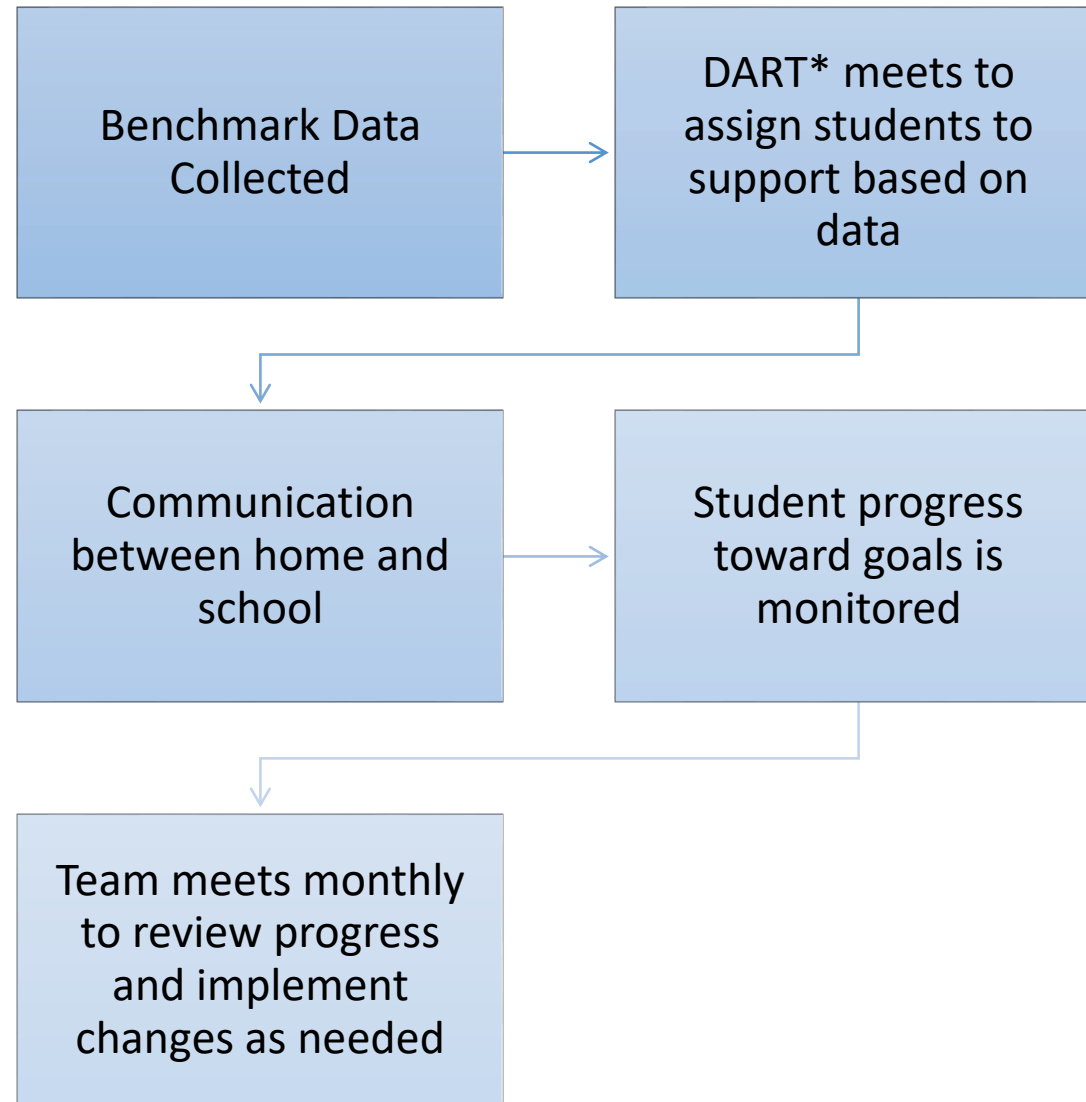 Benchmark Data
Collected
DART* meets to
assign students to
support based on
data
Communication
between home and
school
Student progress
toward goals is
monitored
Team meets monthly
to review progress
and implement
changes as needed